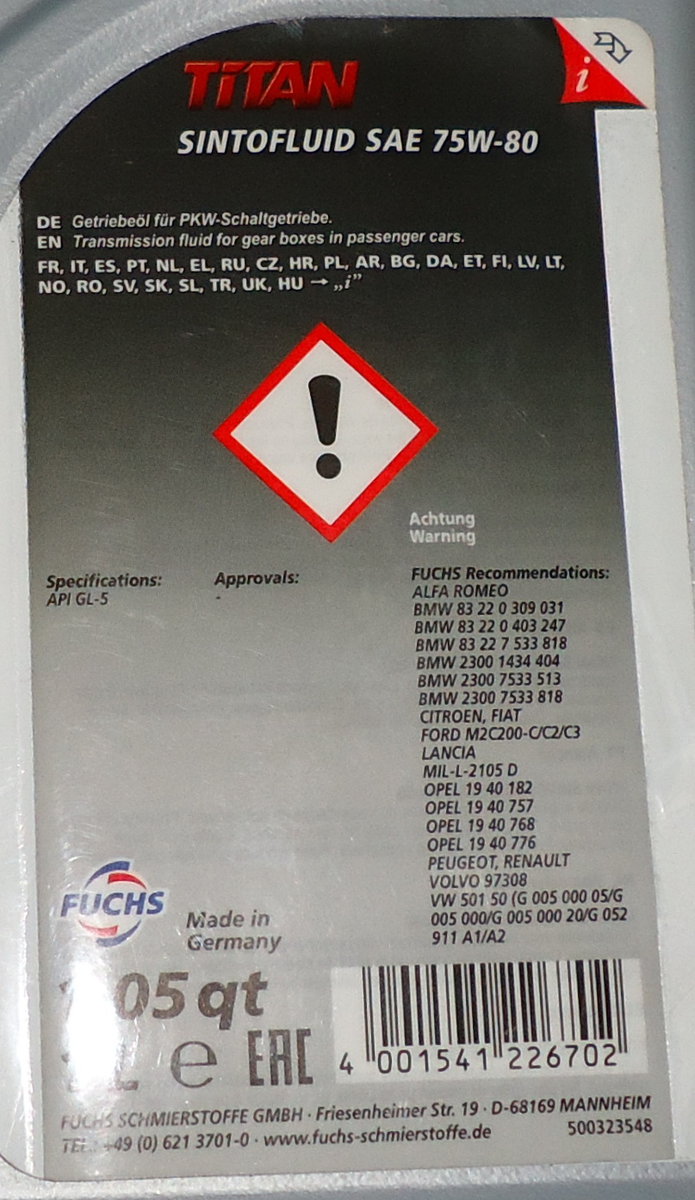 i
TITAN
SINTOFLUID SAE 75W-80
DE Getriebeöl für PKW-Schaltgetriebe.
EN Transmission fluid for gear boxes in passenger cars.
FR, IT, ES, PT, NL, EL, RU, CZ, HR, PL, AR, BG, DA, ET, FI, LV, LT,
NO, RO, SV, SK, SL, TR, UK, HU → „i”
Achtung
Warning
Specifications:
API GL-5
Approvals:
-
FUCHS Recommendations:
ALFA ROMEO
BMW 83 22 0 309 031
BMW 83 22 0 403 247
BMW 83 22 7 533 818
BMW 2300 1434 404
BMW 2300 7533 513
BMW 2300 7533 818
CITROEN, FIAT
FORD M2C200-C/C2/C3
LANCIA
MIL-L-2105 D
OPEL 19 40 182
OPEL 19 40 757
OPEL 19 40 768
OPEL 19 40 776
PEUGEOT, RENAULT
VOLVO 97308
VW 501 50 (G 005 000 05/G
005 000/G 005 000 20/G 052
911 A1/A2
FUCHS
Made in
Germany
1.05 qt
1 L e EAC
4 001541 226702
FUCHS SCHMIERSTOFFE GMBH · Friesenheimer Str. 19 · D-68169 MANNHEIM
TEL.: +49 (0) 621 3701-0 · www.fuchs-schmierstoffe.de 500323548